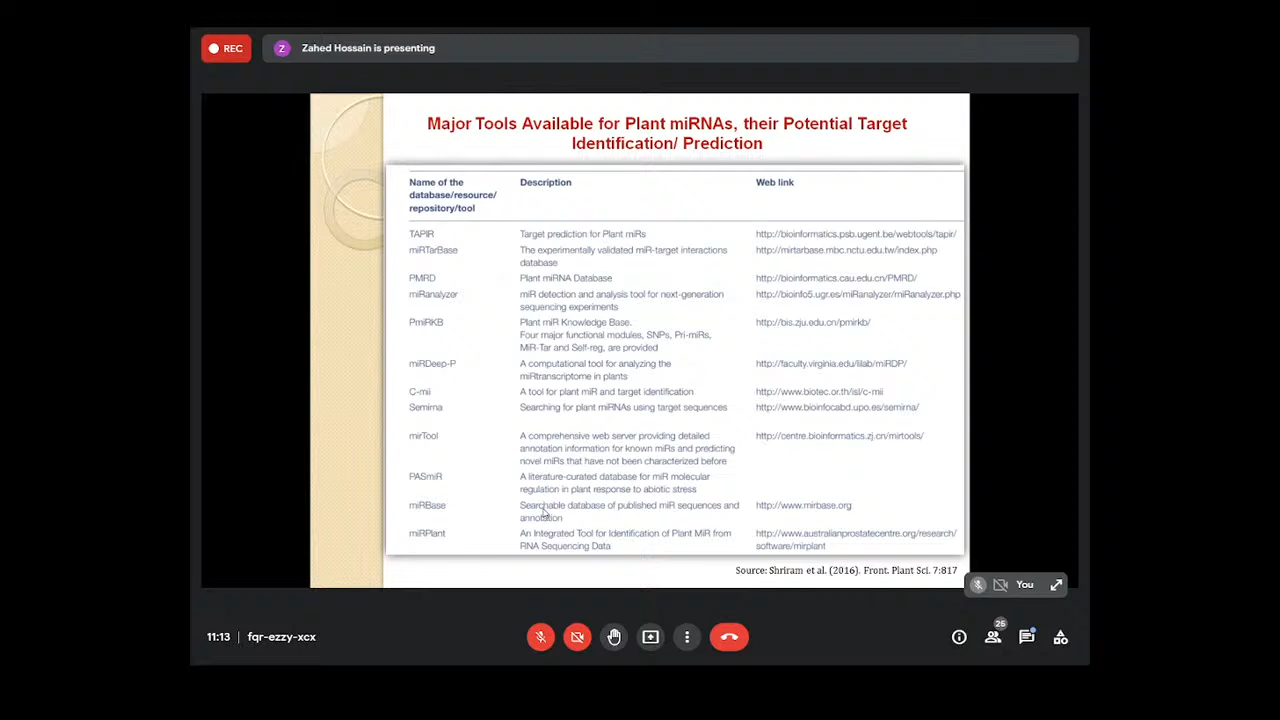 REC
Z Zahed Hossain is presenting
Major Tools Available for Plant miRNAs, their Potential Target
Identification/ Prediction
Name of the database/resource/ repository/tool Description Web link
TAPIR Target prediction for Plant miRs http://bioinformatics.psb.ugent.be/webtools/tapir/
miRTarBase The experimentally validated miR-target interactions http://mirtarbase.mbc.nctu.edu.tw/index.php
database
PMRD Plant miRNA Database http://bioinformatics.cau.edu.cn/PMRD/
miRanalyzer miR detection and analysis tool for next-generation http://bioinfo5.ugr.es/miRanalyzer/miRanalyzer.php
sequencing experiments
PmiRKB Plant miR Knowledge Base. http://bis.zju.edu.cn/pmirkb/
Four major functional modules, SNPs, Pri-miRs,
MiR-Tar and Self-reg, are provided
miRDeep-P A computational tool for analyzing the http://faculty.virginia.edu/lilab/miRDP/
miRtranscriptome in plants
C-mii A tool for plant miR and target identification http://www.biotec.or.th/isl/c-mii
Semirna Searching for plant miRNAs using target sequences http://www.bioinfocabd.upo.es/semirna/
mirTool A comprehensive web server providing detailed http://centre.bioinformatics.zj.cn/mirtools/
annotation information for known miRs and predicting
novel miRs that have not been characterized before
PASmiR A literature-curated database for miR molecular
regulation in plant response to abiotic stress
miRBase Searchable database of published miR sequences and http://www.mirbase.org
annotation
miRPlant An Integrated Tool for Identification of Plant MiR from http://www.australianprostatecentre.org/research/
RNA Sequencing Data software/mirplant
Source: Shriram et al. (2016). Front. Plant Sci. 7:817
You
11:13 | fqr-ezzy-xcx
26